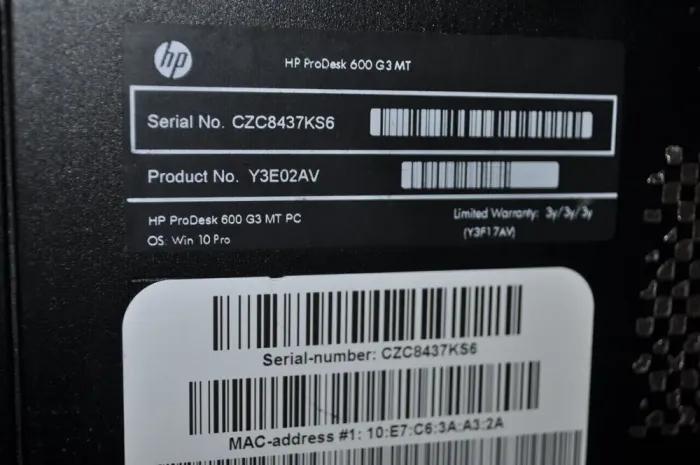 hp
HP ProDesk 600 G3 MT
Serial No. CZC8437KS6
Product No. Y3E02AV
HP ProDesk 600 G3 MT PC
Limited Warranty: 3y/3y/3y
OS: Win 10 Pro
(Y3F17AV)
Serial-number: CZC8437KS6
MAC-address #1: 10:E7:C6:3A:A3:2A